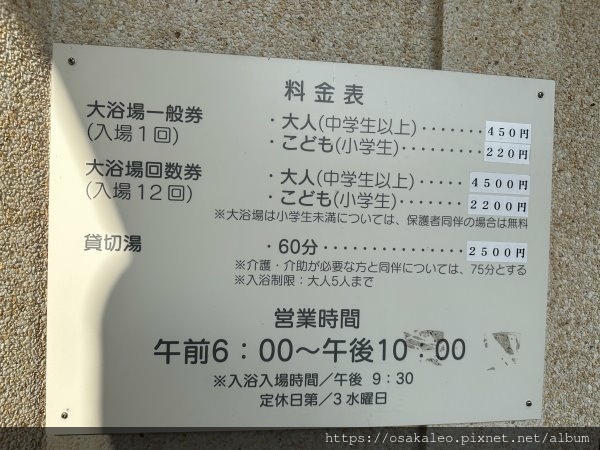 料金表
大浴場一般券 ・大人(中学生以上)・・・・・・・450円
(入場1回) ・こども(小学生)・・・・・・・・220円
大浴場回数券 ・大人(中学生以上)・・・・・4500円
(入場12回) ・こども(小学生)・・・・・・2200円
※大浴場は小学生未満については、保護者同伴の場合は無料
貸切湯 ・60分・・・・・・・・・・・・・・・2500円
※介護・介助が必要な方と同伴については、75分とする
※入浴制限：大人5人まで
営業時間
午前6：00～午後10：00
※入浴入場時間／午後 9：30
定休日第／3水曜日
https://osakaleo.pixnet.net/album